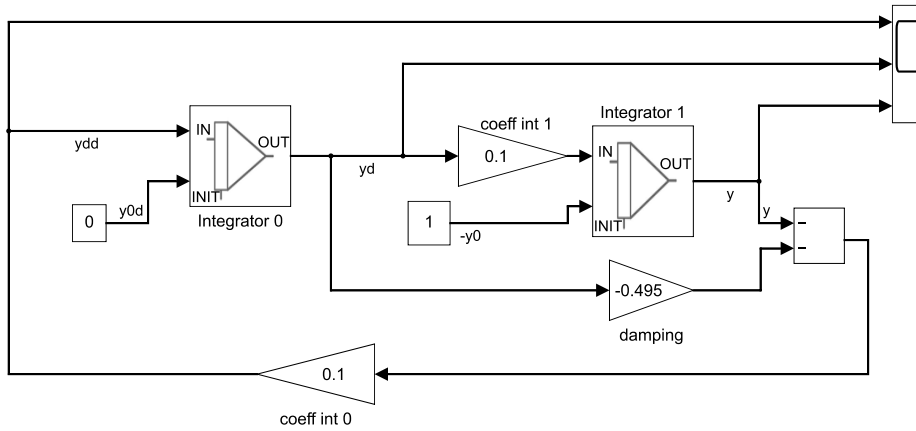 coeff int 1
Integrator 1
IN
OUT
ydd
INIT
Integrator 0
0
y0d
yd
0.1
IN
OUT
INIT
1
-y0
y
y
−
−
-0.495
damping
0.1
coeff int 0